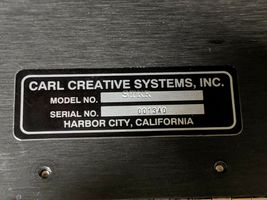 CARL CREATIVE SYSTEMS, INC.
MODEL NO.
SERIAL NO. 001340
HARBOR CITY, CALIFORNIA